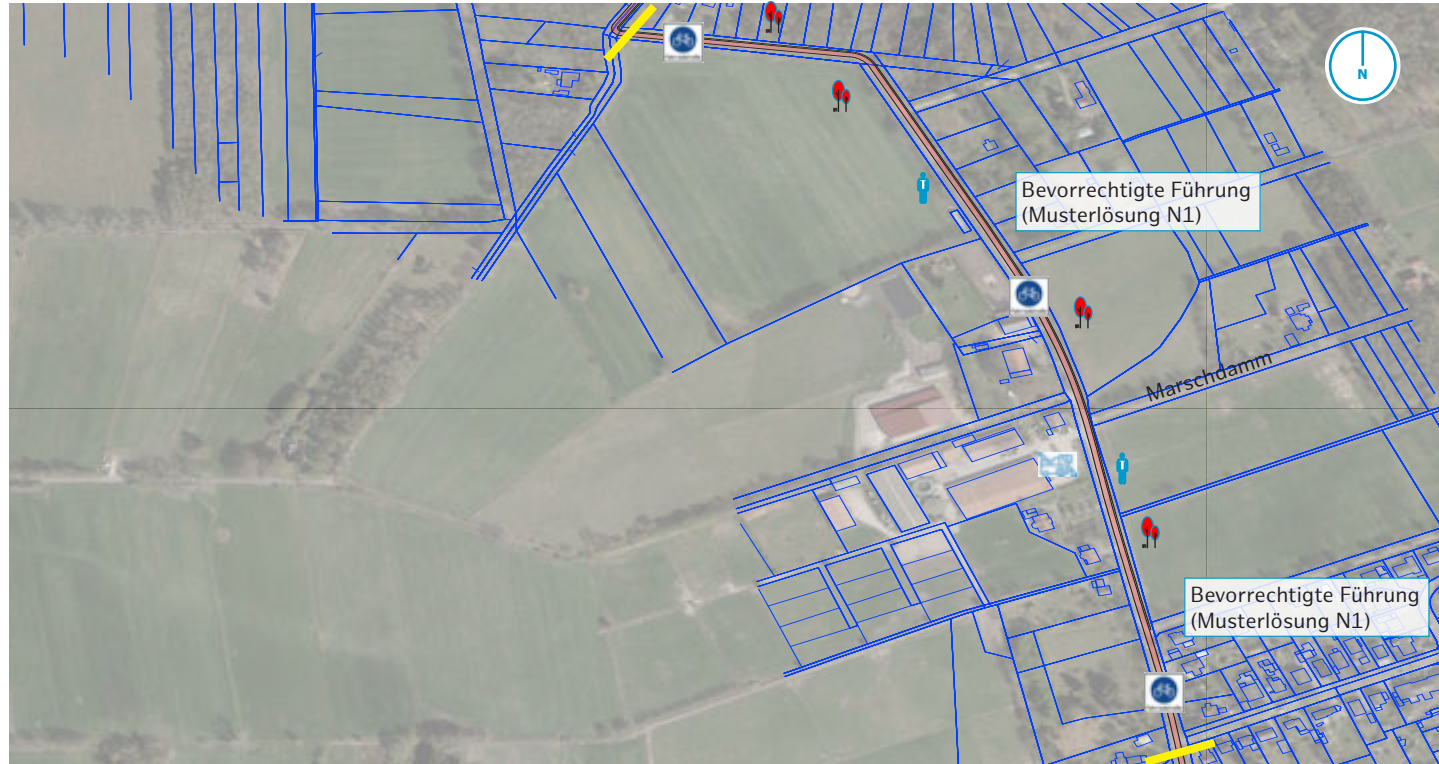 N
Bevorrechtigte Führung
(Musterlösung N1)
T
Marschdamm
T
Bevorrechtigte Führung
(Musterlösung N1)